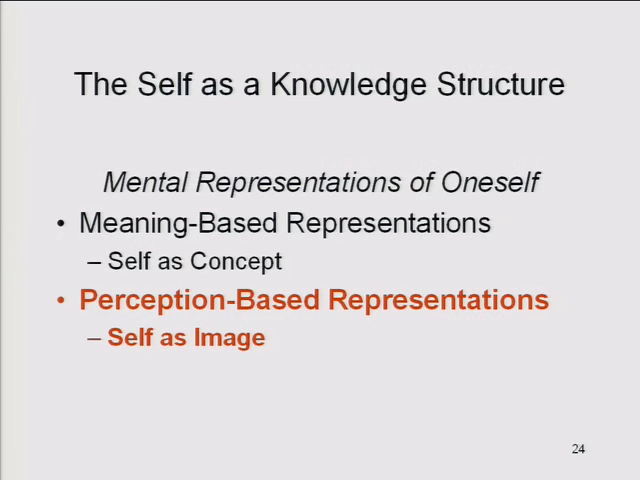 The Self as a Knowledge Structure
Mental Representations of Oneself
• Meaning-Based Representations
– Self as Concept
• Perception-Based Representations
– Self as Image
24